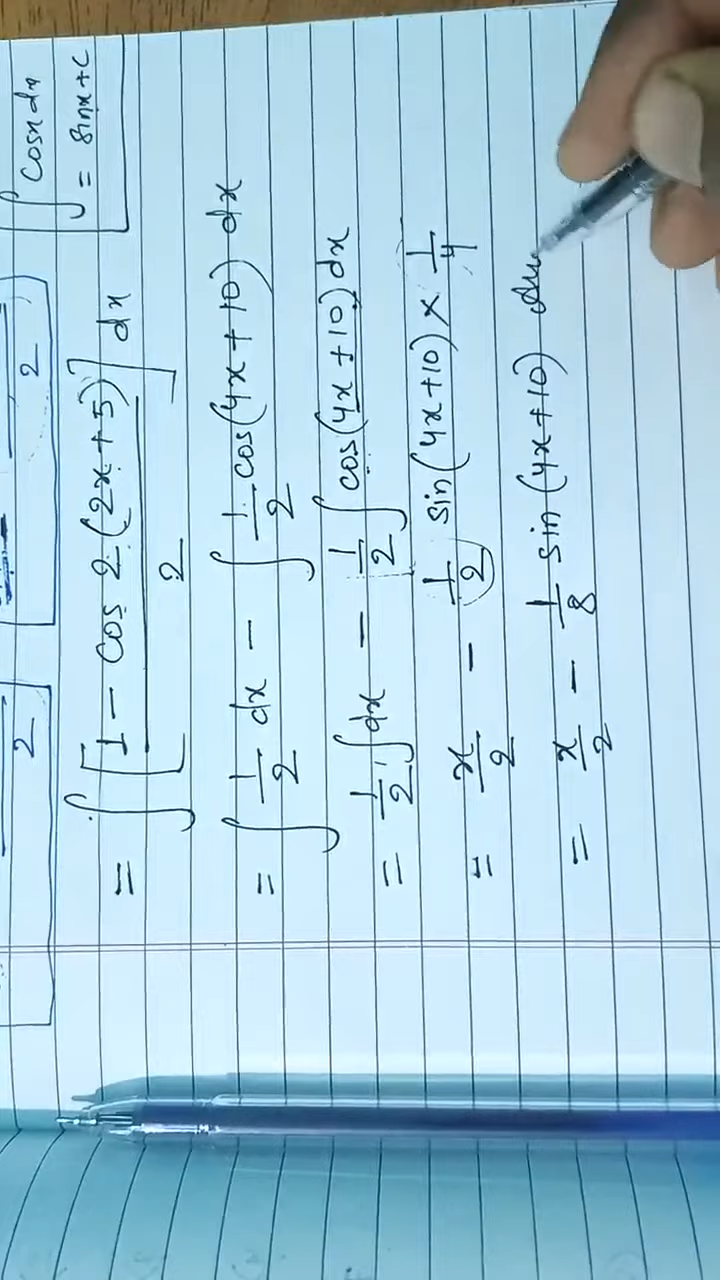 ∫ cosx dx
= sinx + c
2
2
= ∫ [1 - cos 2(2x+5) / 2] dx
= ∫ 1/2 dx - ∫ 1/2 cos(4x+10) dx
= 1/2 ∫ dx - 1/2 ∫ cos(4x+10) dx
= x/2 - 1/2 sin(4x+10) × 1/4
= x/2 - 1/8 sin(4x+10)